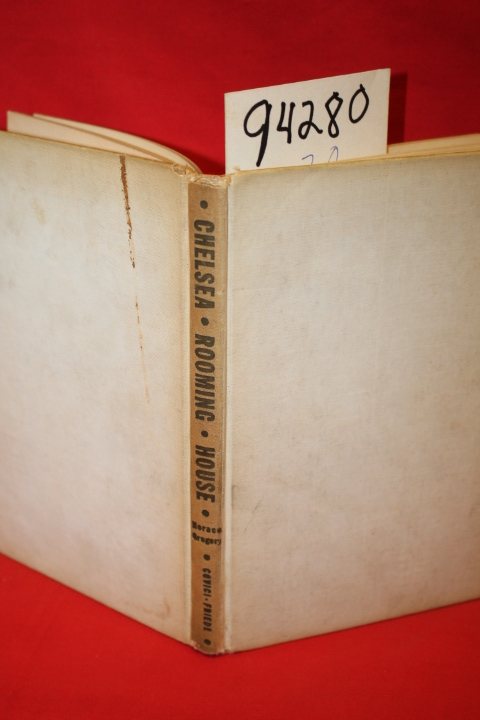 94280
• CHELSEA • ROOMING • HOUSE •
Horace
Gregory
• COVICI • FRIEDE •